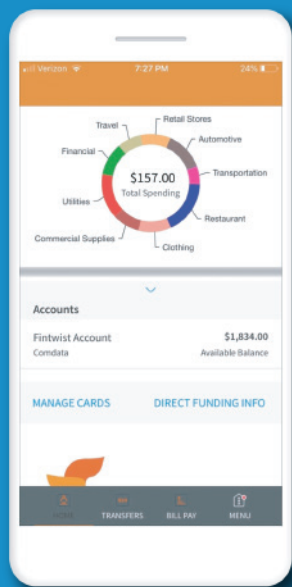 Verizon 7:27 PM 24%
Travel
Retail Stores
Financial
Automotive
$157.00
Total Spending
Transportation
Utilities
Restaurant
Commercial Supplies
Clothing
Accounts
Fintwist Account $1,834.00
Comdata Available Balance
MANAGE CARDS DIRECT FUNDING INFO
HOME TRANSFERS BILL PAY MENU